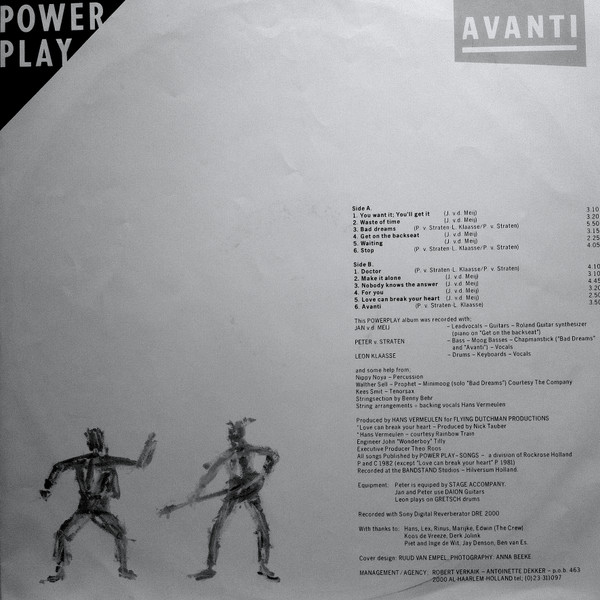 POWER
PLAY
AVANTI
Side A.
1. You want it; You'll get it (J. v.d. Meij) 3.10
2. Waste of time (J. v.d. Meij) 3.20
3. Bad dreams (P. v. Straten-L. Klaasse/P. v. Straten) 5.50
4. Get on the backseat (J. v.d. Meij) 3.15
5. Waiting (J. v.d. Meij) 2.25
6. Stop (P. v. Straten-L. Klaasse/P. v. Straten) 4.05
Side B.
1. Doctor (P. v. Straten-L. Klaasse/P. v. Straten) 4.10
2. Make it alone (J. v.d. Meij) 3.10
3. Nobody knows the answer (J. v.d. Meij) 4.45
4. For you (J. v.d. Meij) 3.20
5. Love can break your heart (J. v.d. Meij) 2.50
6. Avanti (P. v. Straten-L. Klaasse) 3.50
This POWERPLAY album was recorded with;
JAN v.d. MEIJ – Leadvocals – Guitars – Roland Guitar synthesizer
(piano on "Get on the backseat")
PETER v. STRATEN – Bass – Moog Basses – Chapmanstick ("Bad Dreams"
and "Avanti") – Vocals
LEON KLAASSE – Drums – Keyboards – Vocals
and some help from;
Nippy Noya – Percussion
Walther Sell – Prophet – Minimoog (solo "Bad Dreams") Courtesy The Company
Kees Smit – Tenorsax
Stringsection by Benny Behr
String arrangements + backing vocals Hans Vermeulen
Produced by HANS VERMEULEN for FLYING DUTCHMAN PRODUCTIONS
"Love can break your heart – Produced by Nick Tauber
"Hans Vermeulen – courtesy Rainbow Train
Engineer John "Wonderboy" Tilly
Executive Producer Theo Roos
All songs Published by POWER PLAY-SONGS – a division of Rockrose Holland
P and C 1982 (except "Love can break your heart" P 1981)
Recorded at the BANDSTAND Studios – Hilversum Holland.
Equipment: Peter is equiped by STAGE ACCOMPANY.
Jan and Peter use DAION Guitars
Leon plays on GRETSCH drums
Recorded with Sony Digital Reverberator DRE 2000
With thanks to: Hans, Lex, Rinus, Marijke, Edwin (The Crew)
Koos de Vreeze, Derk Jolink
Piet and Inge de Wit, Jay Denson, Ben van Es.
Cover design: RUUD VAN EMPEL, PHOTOGRAPHY: ANNA BEEKE
MANAGEMENT/AGENCY: ROBERT VERKAIK – ANTOINETTE DEKKER – p.o.b. 463
2000 AL-HAARLEM-HOLLAND tel. (0)23-313097